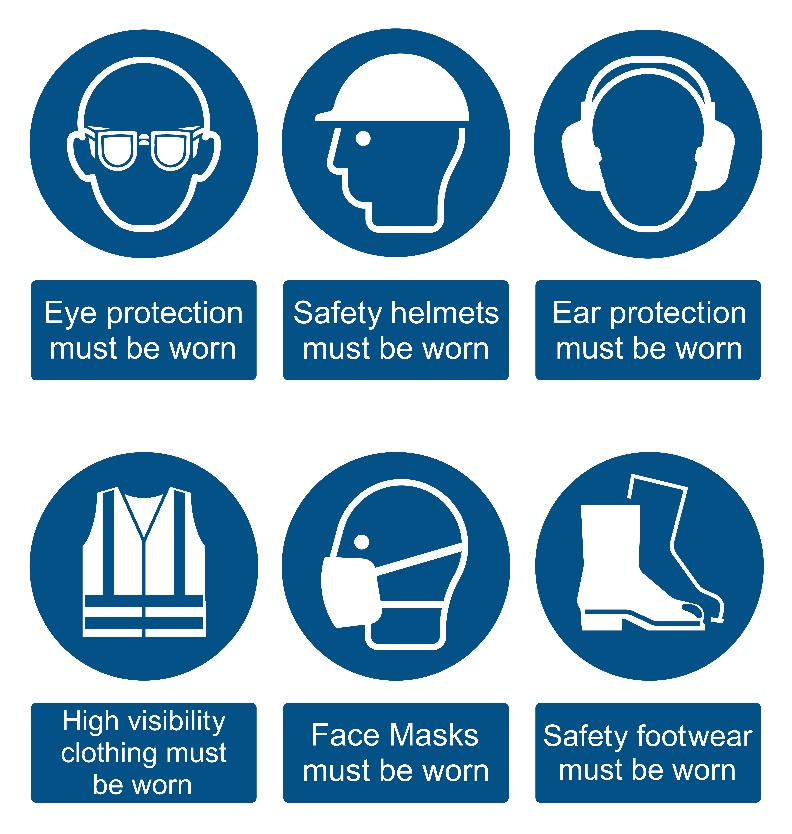 Eye protection
must be worn
Safety helmets
must be worn
Ear protection
must be worn
High visibility
clothing must
be worn
Face Masks
must be worn
Safety footwear
must be worn